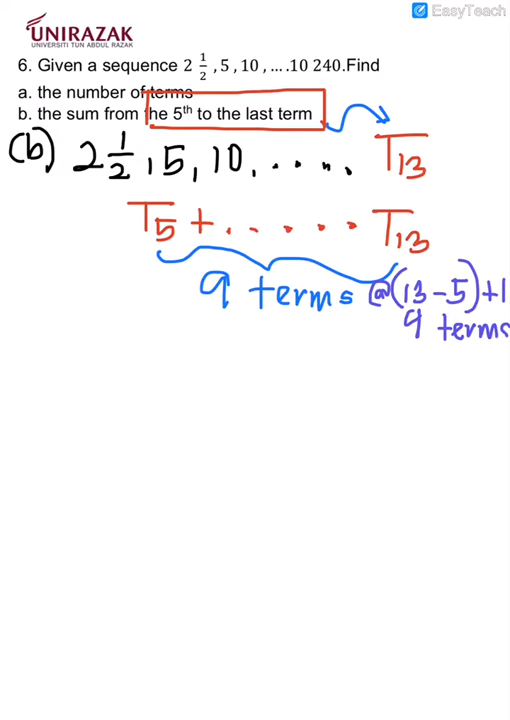 EasyTeach
UNIRAZAK
UNIVERSITI TUN ABDUL RAZAK
6. Given a sequence 2 1/2 , 5 , 10 , ... .10 240.Find
a. the number of terms
b. the sum from the 5th to the last term
(b) 2 1/2 , 5 , 10 , ..... T13
T5 + ...... T13
9 terms @ (13 - 5) + 1
9 terms